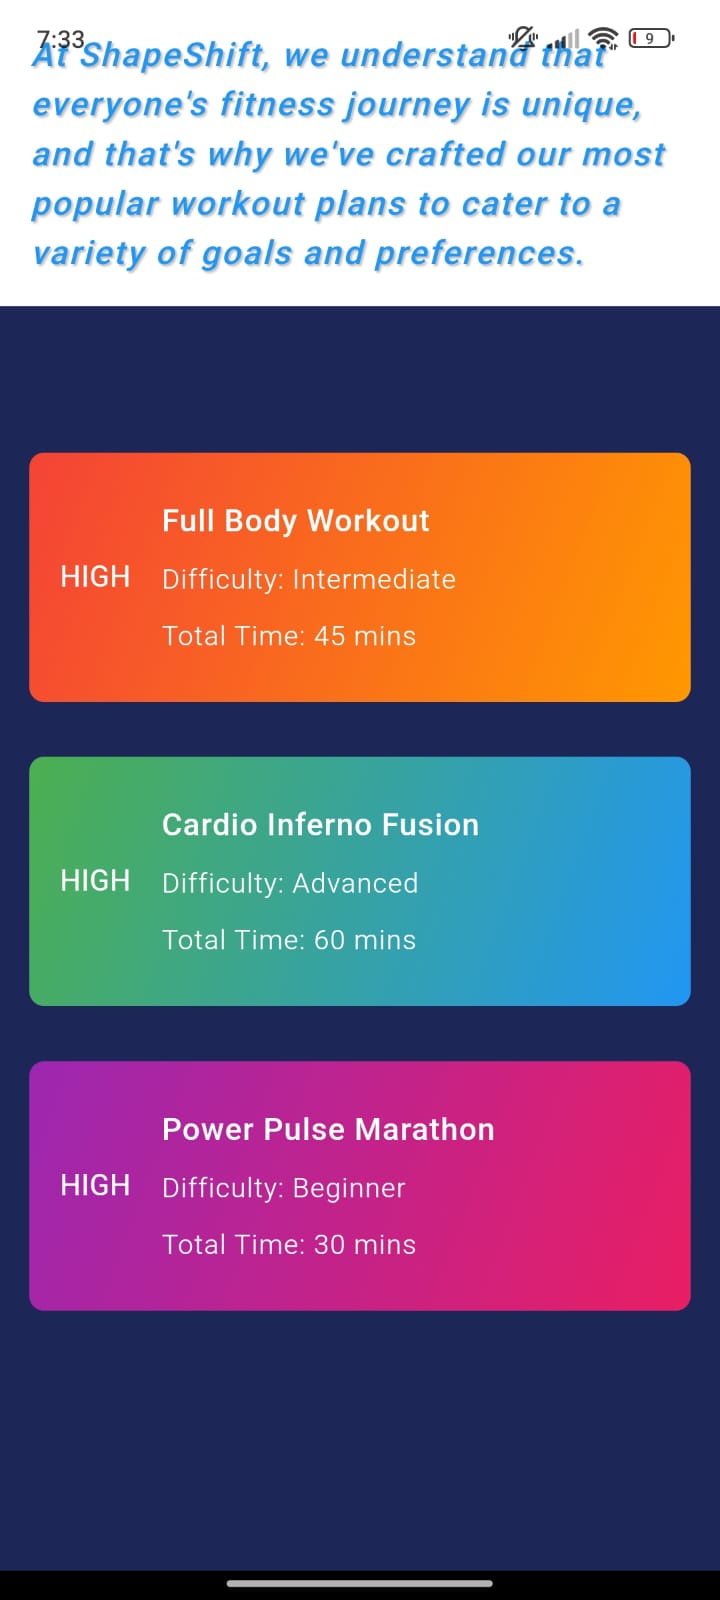 7:33
9
At ShapeShift, we understand that
everyone's fitness journey is unique,
and that's why we've crafted our most
popular workout plans to cater to a
variety of goals and preferences.
Full Body Workout
HIGH
Difficulty: Intermediate
Total Time: 45 mins
Cardio Inferno Fusion
HIGH
Difficulty: Advanced
Total Time: 60 mins
Power Pulse Marathon
HIGH
Difficulty: Beginner
Total Time: 30 mins